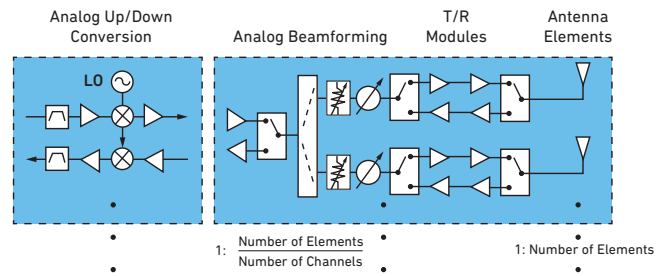 Analog Up/Down
Conversion
Analog Beamforming
T/R
Modules
Antenna
Elements
LO
1: Number of Elements
Number of Channels
1: Number of Elements